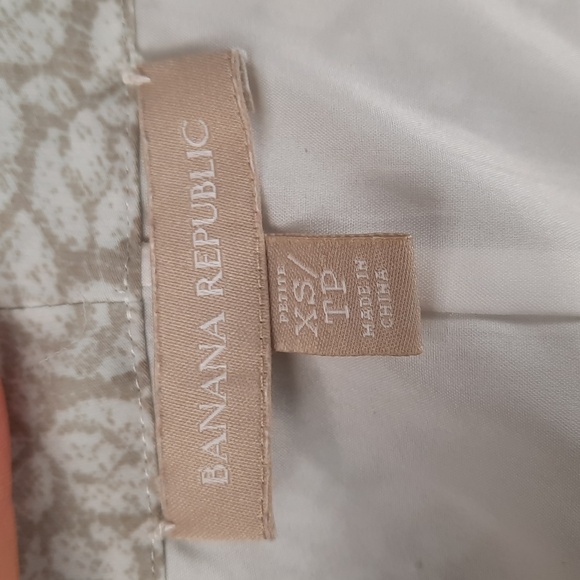 BANANA REPUBLIC
PETITE
XS/
TP
MADE IN
CHINA